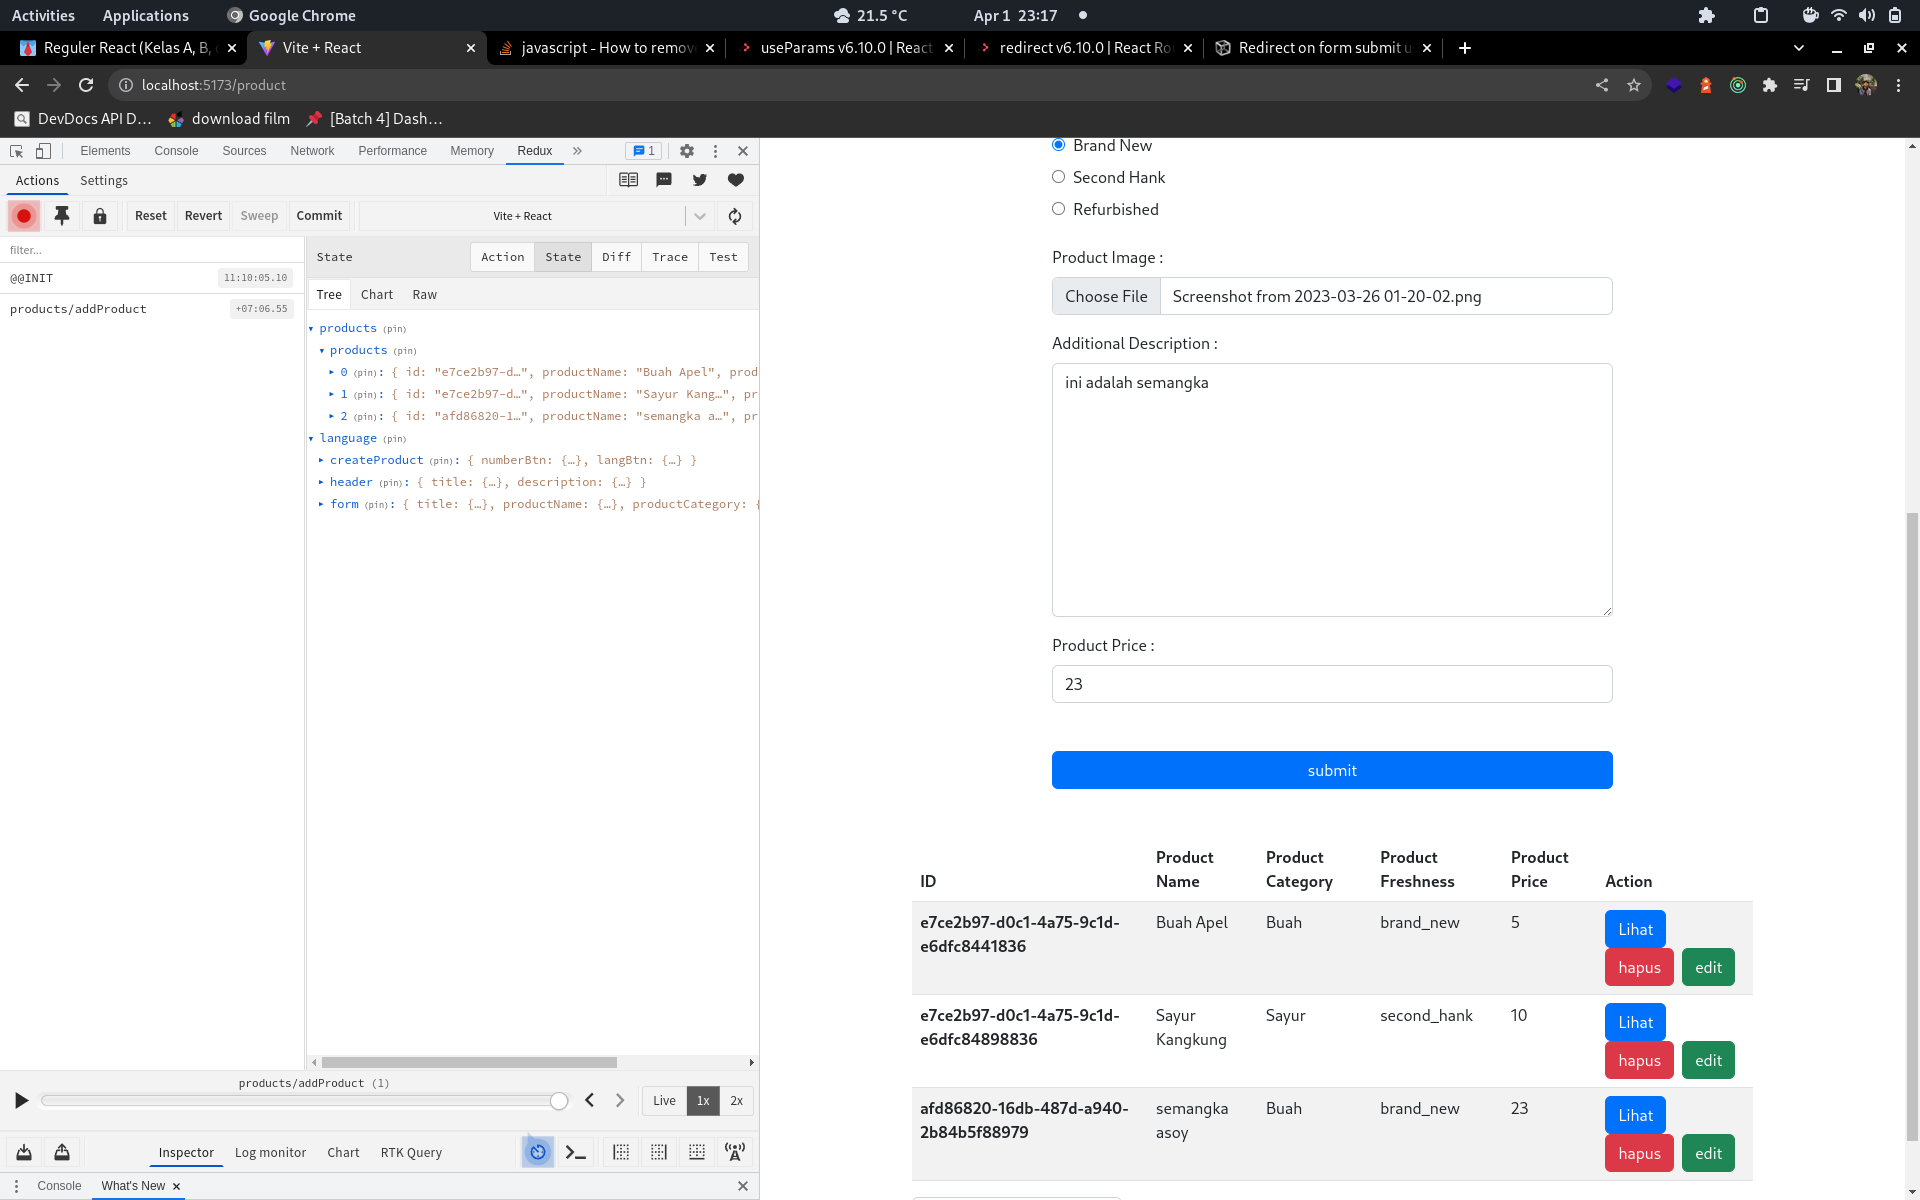 Activities
Applications
Google Chrome
21.5 °C
Apr 1 23:17
Reguler React (Kelas A, B,
Vite + React
javascript - How to remov
useParams v6.10.0 | React
redirect v6.10.0 | React Ro
Redirect on form submit u
localhost:5173/product
DevDocs API D...
download film
[Batch 4] Dash...
Elements Console Sources Network Performance Memory Redux » 1
Actions Settings
Reset Revert Sweep Commit Vite + React
filter...
@@INIT 11:10:05.10
products/addProduct +07:06.55
State Action State Diff Trace Test
Tree Chart Raw
products (pin)
products (pin)
0 (pin): { id: "e7ce2b97-d…", productName: "Buah Apel", prod
1 (pin): { id: "e7ce2b97-d…", productName: "Sayur Kang…", pr
2 (pin): { id: "afd86820-1…", productName: "semangka a…", pr
language (pin)
createProduct (pin): { numberBtn: {…}, langBtn: {…} }
header (pin): { title: {…}, description: {…} }
form (pin): { title: {…}, productName: {…}, productCategory: {
products/addProduct (1)
Live 1x 2x
Inspector Log monitor Chart RTK Query
Console What's New
Brand New
Second Hank
Refurbished
Product Image :
Choose File Screenshot from 2023-03-26 01-20-02.png
Additional Description :
ini adalah semangka
Product Price :
23
submit
ID Product Name Product Category Product Freshness Product Price Action
e7ce2b97-d0c1-4a75-9c1d- Buah Apel Buah brand_new 5 Lihat
e6dfc8441836
hapus edit
e7ce2b97-d0c1-4a75-9c1d- Sayur Sayur second_hank 10 Lihat
e6dfc84898836 Kangkung
hapus edit
afd86820-16db-487d-a940- semangka Buah brand_new 23 Lihat
2b84b5f88979 asoy
hapus edit